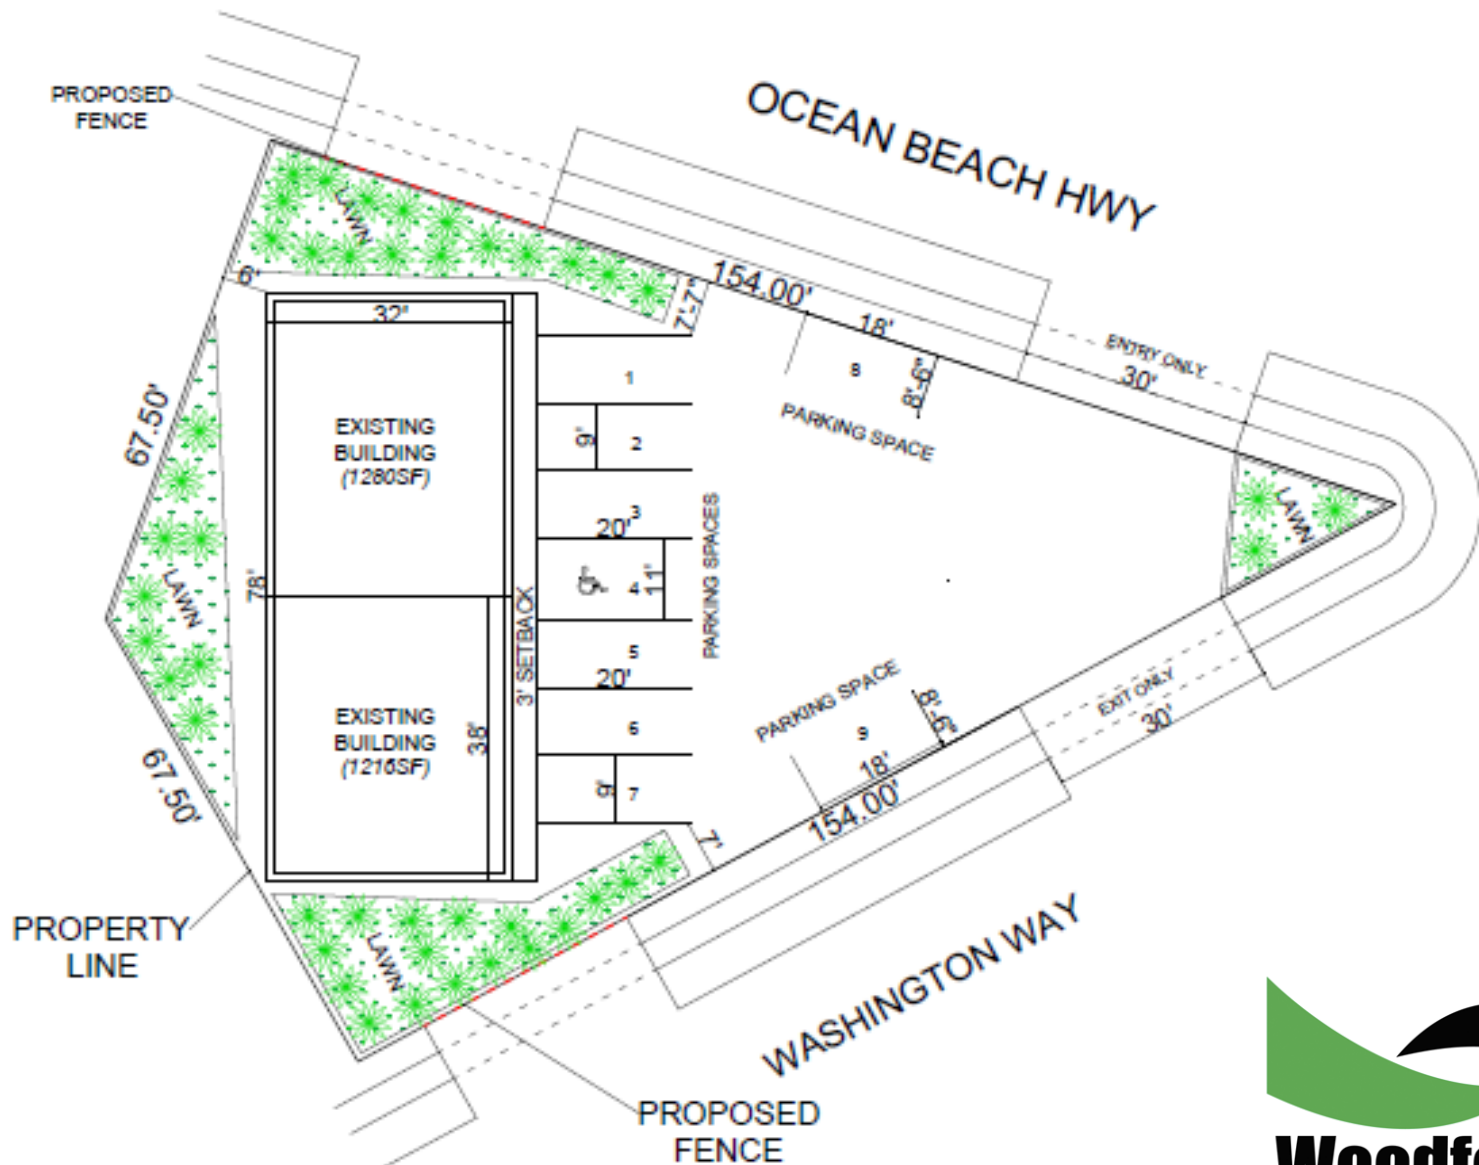 OCEAN BEACH HWY
PROPOSED
FENCE
LAWN
6'
154.00'
7'-7"
32'
18'
ENTRY ONLY
30'
1
8
8'-6"
PARKING SPACE
67.50'
EXISTING
BUILDING
(1280SF)
9'
2
3
20'
PARKING SPACES
LAWN
78'
4
11'
LAWN
3' SETBACK
5
20'
PARKING SPACE
8'-6"
EXIT ONLY
30'
EXISTING
BUILDING
(1216SF)
38'
6
9
18'
154.00'
67.50'
9'
7
7'
PROPERTY
LINE
LAWN
WASHINGTON WAY
PROPOSED
FENCE